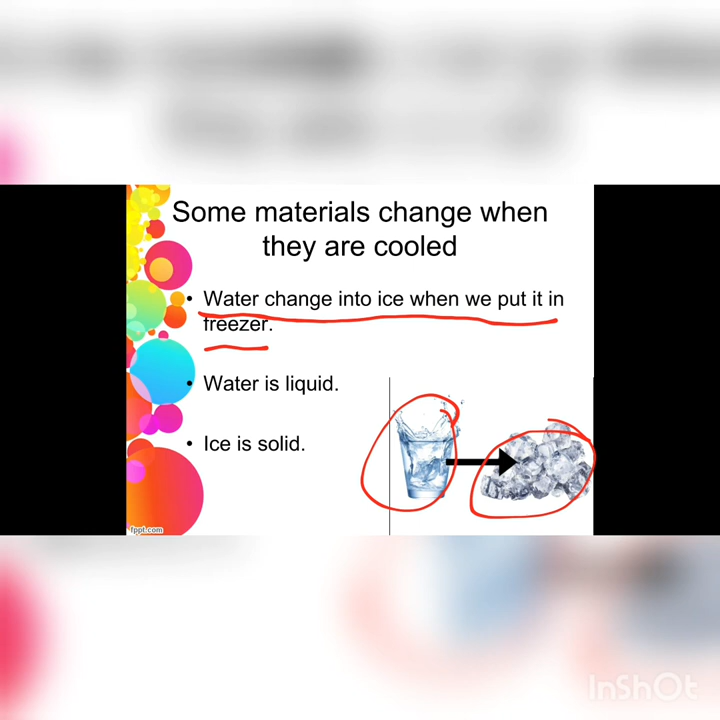 Some materials change when
they are cooled
• Water change into ice when we put it in
freezer.
• Water is liquid.
• Ice is solid.
fppt.com
InShOt